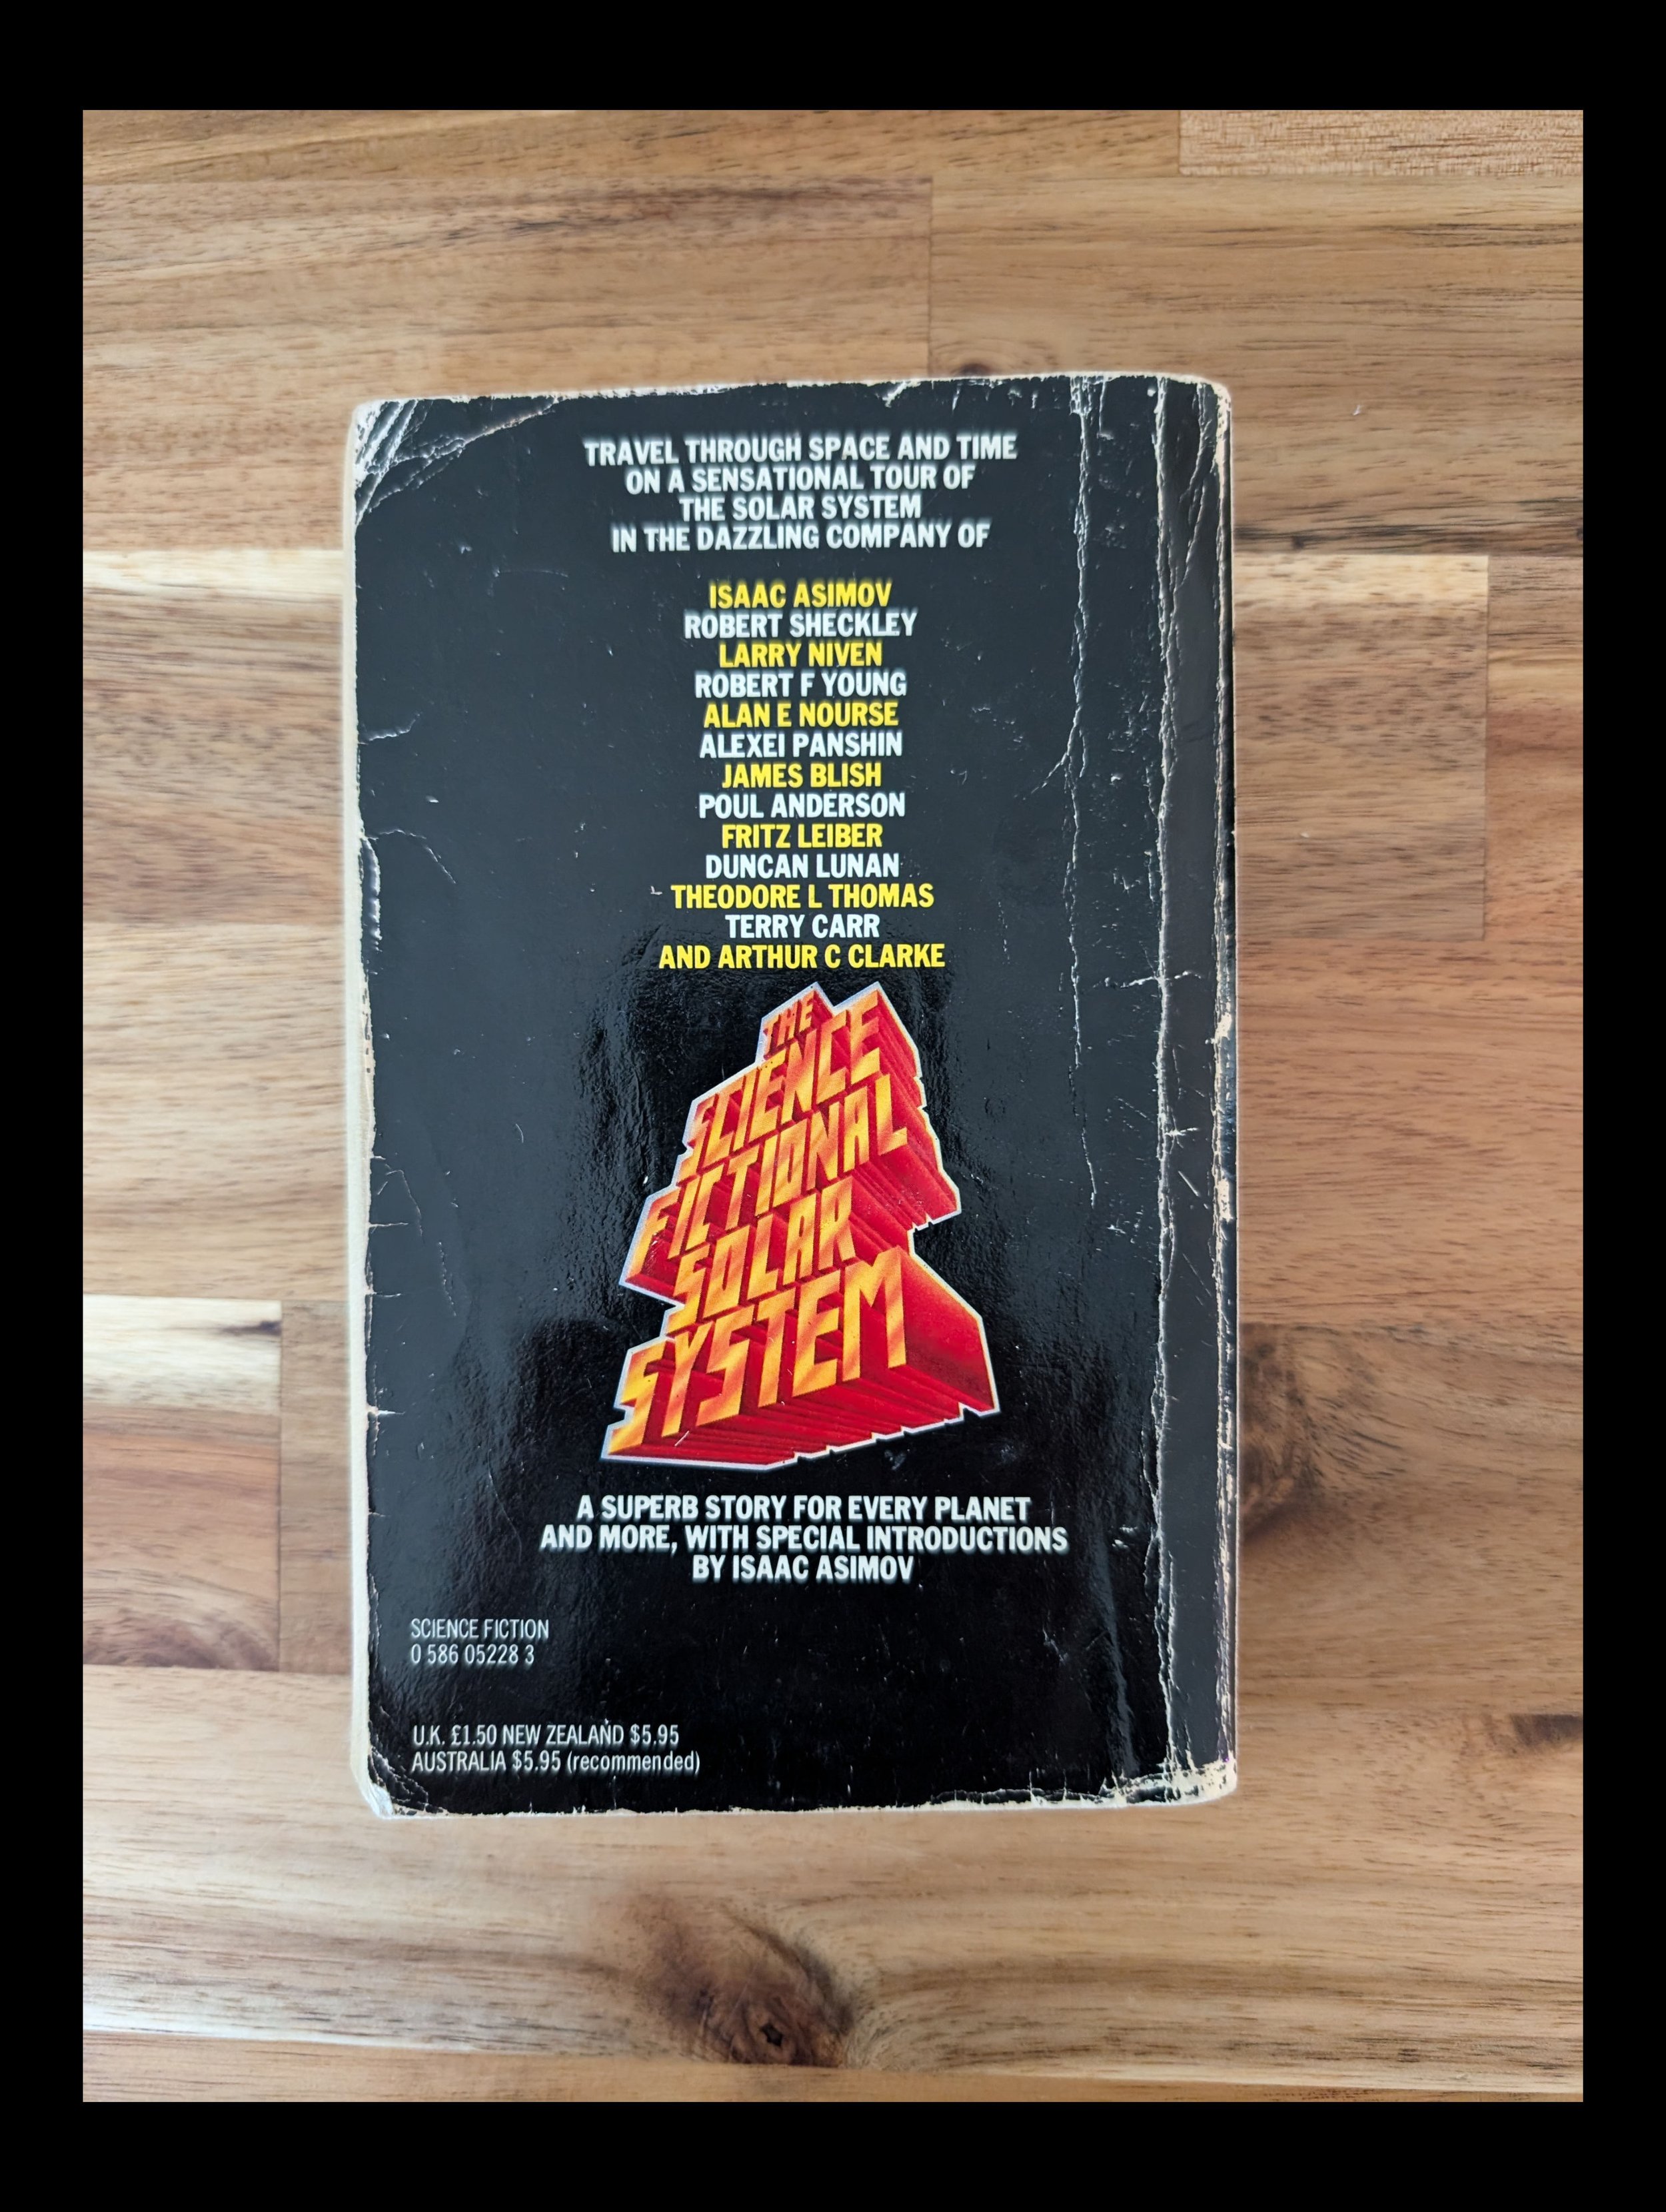 TRAVEL THROUGH SPACE AND TIME
ON A SENSATIONAL TOUR OF
THE SOLAR SYSTEM
IN THE DAZZLING COMPANY OF
ISAAC ASIMOV
ROBERT SHECKLEY
LARRY NIVEN
ROBERT F YOUNG
ALAN E NOURSE
ALEXEI PANSHIN
JAMES BLISH
POUL ANDERSON
FRITZ LEIBER
DUNCAN LUNAN
THEODORE L THOMAS
TERRY CARR
AND ARTHUR C CLARKE
THE
SCIENCE
FICTIONAL
SOLAR
SYSTEM
A SUPERB STORY FOR EVERY PLANET
AND MORE, WITH SPECIAL INTRODUCTIONS
BY ISAAC ASIMOV
SCIENCE FICTION
0 586 05228 3
U.K. £1.50 NEW ZEALAND $5.95
AUSTRALIA $5.95 (recommended)